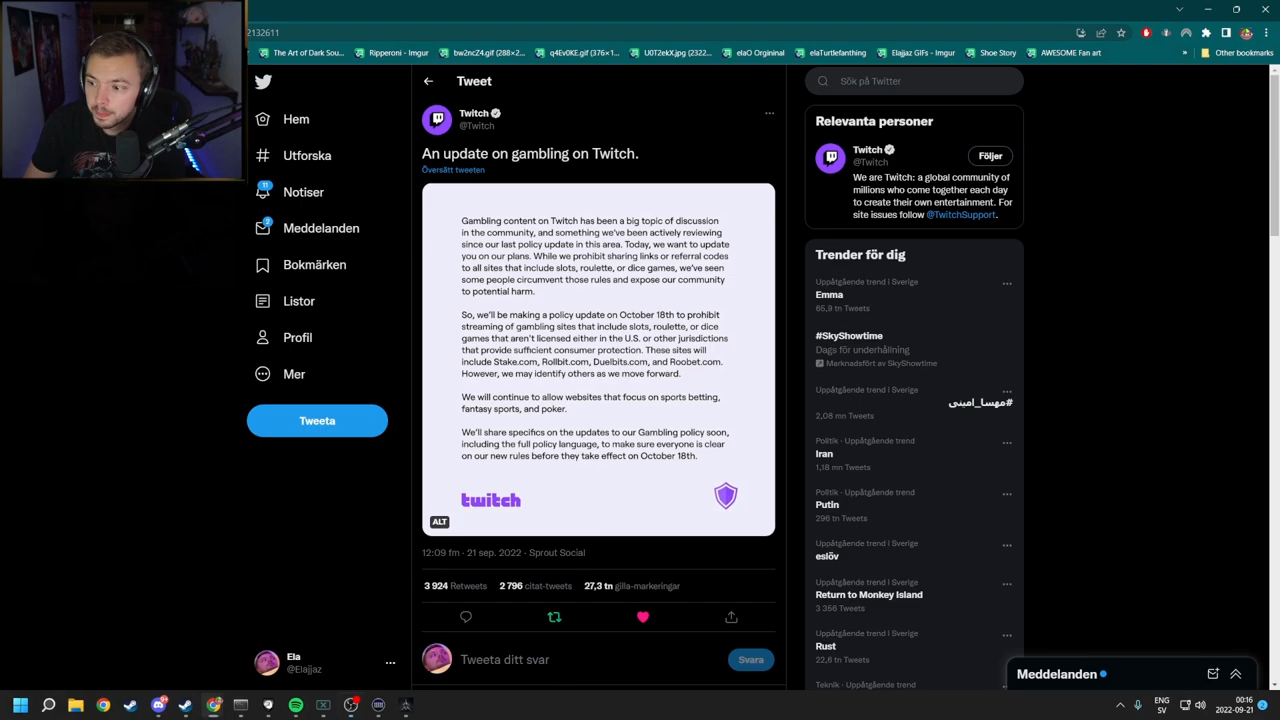 2132611
The Art of Dark Sou...
Ripperoni - Imgur
bw2ncZ4.gif (288×2...
q4Ev0KE.gif (376×1...
U0T2ekX.jpg (2322...
elaO Orgininal
elaTurtlefanthing
Elajjaz GIFs - Imgur
Shoe Story
AWESOME Fan art
»
Other bookmarks
Hem
Utforska
11
Notiser
2
Meddelanden
Bokmärken
Listor
Profil
Mer
Tweeta
Ela
@Elajjaz
Tweet
Twitch
@Twitch
An update on gambling on Twitch.
Översätt tweeten
Gambling content on Twitch has been a big topic of discussion
in the community, and something we've been actively reviewing
since our last policy update in this area. Today, we want to update
you on our plans. While we prohibit sharing links or referral codes
to all sites that include slots, roulette, or dice games, we've seen
some people circumvent those rules and expose our community
to potential harm.
So, we'll be making a policy update on October 18th to prohibit
streaming of gambling sites that include slots, roulette, or dice
games that aren't licensed either in the U.S. or other jurisdictions
that provide sufficient consumer protection. These sites will
include Stake.com, Rollbit.com, Duelbits.com, and Roobet.com.
However, we may identify others as we move forward.
We will continue to allow websites that focus on sports betting,
fantasy sports, and poker.
We'll share specifics on the updates to our Gambling policy soon,
including the full policy language, to make sure everyone is clear
on our new rules before they take effect on October 18th.
twitch
ALT
12:09 fm · 21 sep. 2022 · Sprout Social
3 924 Retweets 2 796 citat-tweets 27,3 tn gilla-markeringar
Tweeta ditt svar
Svara
Sök på Twitter
Relevanta personer
Twitch
@Twitch
Följer
We are Twitch: a global community of
millions who come together each day
to create their own entertainment. For
site issues follow @TwitchSupport.
Trender för dig
Uppåtgående trend i Sverige
Emma
65,9 tn Tweets
#SkyShowtime
Dags för underhållning
Marknadsfört av SkyShowtime
Uppåtgående trend i Sverige
#مهسا_امینی
2,08 mn Tweets
Politik · Uppåtgående trend
Iran
1,18 mn Tweets
Politik · Uppåtgående trend
Putin
296 tn Tweets
Uppåtgående trend i Sverige
eslöv
Uppåtgående trend i Sverige
Return to Monkey Island
3 356 Tweets
Uppåtgående trend i Sverige
Rust
22,6 tn Tweets
Teknik · Uppåtgående trend
Meddelanden
ENG
SV
00:16
2022-09-21
2